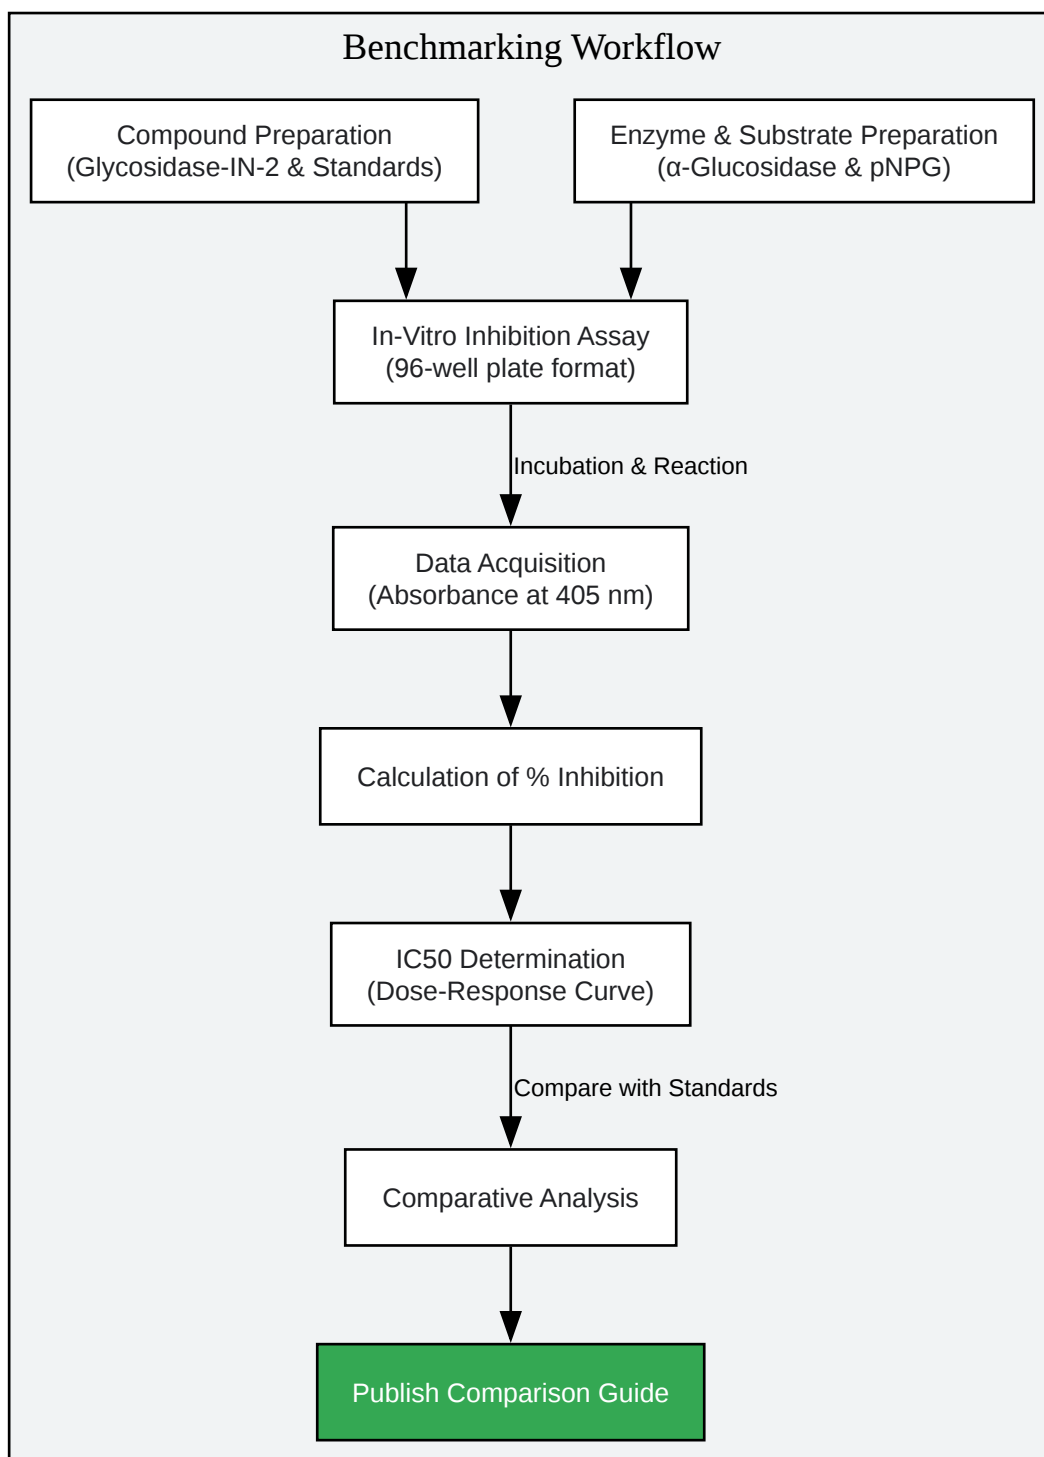 Benchmarking Workflow
Compound Preparation
(Glycosidase-IN-2 & Standards)
Enzyme & Substrate Preparation
(α-Glucosidase & pNPG)
In-Vitro Inhibition Assay
(96-well plate format)
Incubation & Reaction
Data Acquisition
(Absorbance at 405 nm)
Calculation of % Inhibition
IC50 Determination
(Dose-Response Curve)
Compare with Standards
Comparative Analysis
Publish Comparison Guide